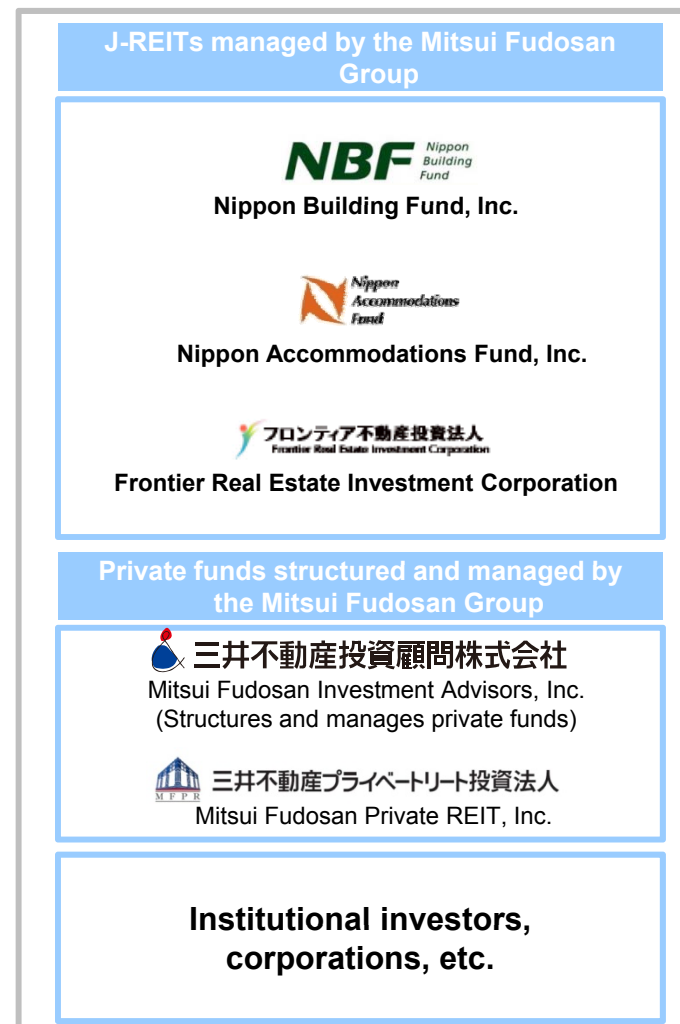 J-REITs managed by the Mitsui Fudosan
Group
NBF Nippon
Building
Fund
Nippon Building Fund, Inc.
Nippon
Accommodations
Fund
Nippon Accommodations Fund, Inc.
フロンティア不動産投資法人
Frontier Real Estate Investment Corporation
Frontier Real Estate Investment Corporation
Private funds structured and managed by
the Mitsui Fudosan Group
三井不動産投資顧問株式会社
Mitsui Fudosan Investment Advisors, Inc.
(Structures and manages private funds)
MFPR
三井不動産プライベートリート投資法人
Mitsui Fudosan Private REIT, Inc.
Institutional investors,
corporations, etc.